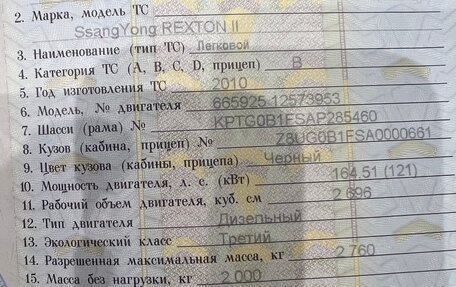 2. Марка, модель ТС
SsangYong REXTON II
3. Наименование (тип ТС) Легковой
4. Категория ТС (A, B, C, D, прицеп) B
5. Год изготовления ТС 2010
6. Модель, № двигателя 665925 12573953
7. Шасси (рама) № KPTG0B1FSAP285460
8. Кузов (кабина, прицеп) № Z8UG0B1FSA0000661
9. Цвет кузова (кабины, прицепа) Черный
10. Мощность двигателя, л. с. (кВт) 164.51 (121)
11. Рабочий объем двигателя, куб. см 2 696
12. Тип двигателя Дизельный
13. Экологический класс Третий
14. Разрешенная максимальная масса, кг 2 760
15. Масса без нагрузки, кг 2 000